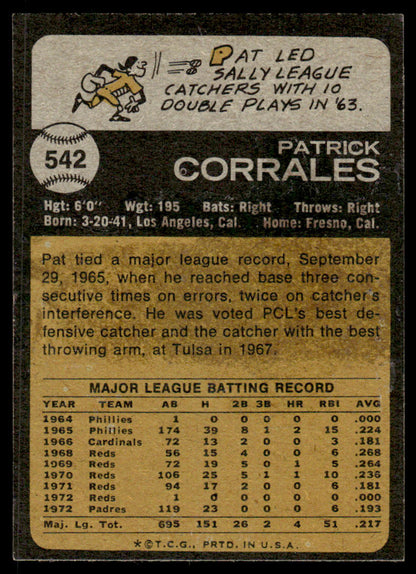 PAT LED
SALLY LEAGUE
CATCHERS WITH 10
DOUBLE PLAYS IN '63.
542
PATRICK
CORRALES
Hgt: 6'0" Wgt: 195 Bats: Right Throws: Right
Born: 3-20-41, Los Angeles, Cal. Home: Fresno, Cal.
Pat tied a major league record, September
29, 1965, when he reached base three con-
secutive times on errors, twice on catcher's
interference. He was voted PCL's best de-
fensive catcher and the catcher with the best
throwing arm, at Tulsa in 1967.
MAJOR LEAGUE BATTING RECORD
YEAR TEAM AB H 2B 3B HR RBI AVG
1964 Phillies 1 0 0 0 0 0 .000
1965 Phillies 174 39 8 1 2 15 .224
1966 Cardinals 72 13 2 0 0 3 .181
1968 Reds 56 15 4 0 0 6 .268
1969 Reds 72 19 5 0 1 5 .264
1970 Reds 106 25 5 1 1 10 .236
1971 Reds 94 17 2 0 0 6 .181
1972 Reds 1 0 0 0 0 0 .000
1972 Padres 119 23 0 0 0 6 .193
Maj. Lg. Tot. 695 151 26 2 4 51 .217
*©T.C.G., PRTD. IN U.S.A.